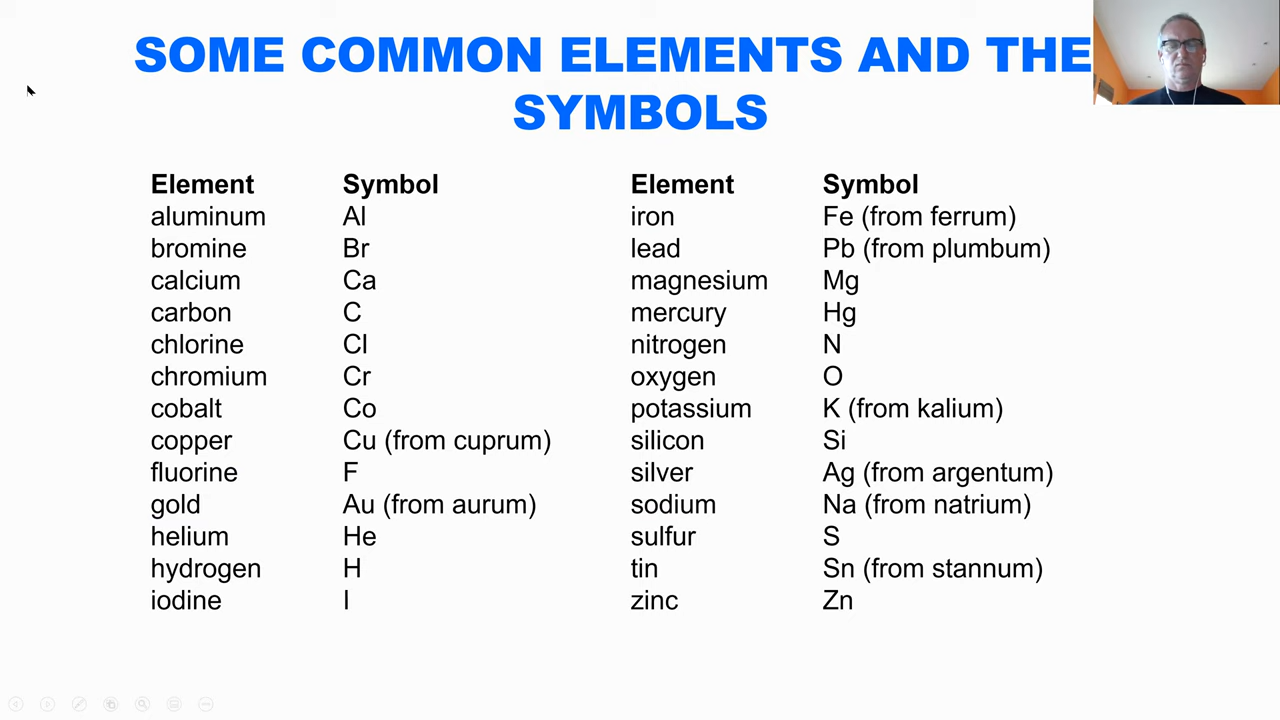 SOME COMMON ELEMENTS AND THE
SYMBOLS
Element Symbol Element Symbol
aluminum Al iron Fe (from ferrum)
bromine Br lead Pb (from plumbum)
calcium Ca magnesium Mg
carbon C mercury Hg
chlorine Cl nitrogen N
chromium Cr oxygen O
cobalt Co potassium K (from kalium)
copper Cu (from cuprum) silicon Si
fluorine F silver Ag (from argentum)
gold Au (from aurum) sodium Na (from natrium)
helium He sulfur S
hydrogen H tin Sn (from stannum)
iodine I zinc Zn